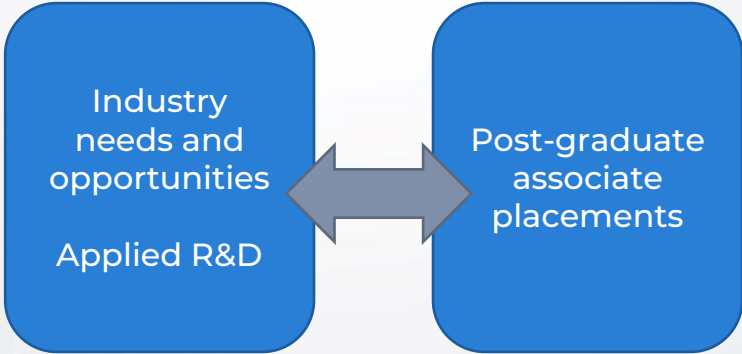 Industry
needs and
opportunities
Applied R&D
Post-graduate
associate
placements